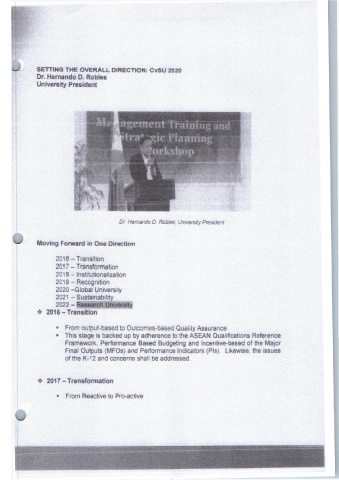 SETTING THE OVERALL DIRECTION: CvSU 2020
Dr. Hernando D. Robles
University President
Management Training and
Strategic Planning
Workshop
Dr. Hernando D. Robles, University President
Moving Forward in One Direction
2016 – Transition
2017 – Transformation
2018 – Institutionalization
2019 – Recognition
2020 –Global University
2021 – Sustainability
2022 – Research University
❖ 2016 – Transition
• From output-based to Outcomes-based Quality Assurance
• This stage is backed up by adherence to the ASEAN Qualifications Reference
Framework, Performance Based Budgeting and Incentive-based of the Major
Final Outputs (MFOs) and Performance Indicators (PIs). Likewise, the issues
of the K-12 and concerns shall be addressed.
❖ 2017 – Transformation
• From Reactive to Pro-active